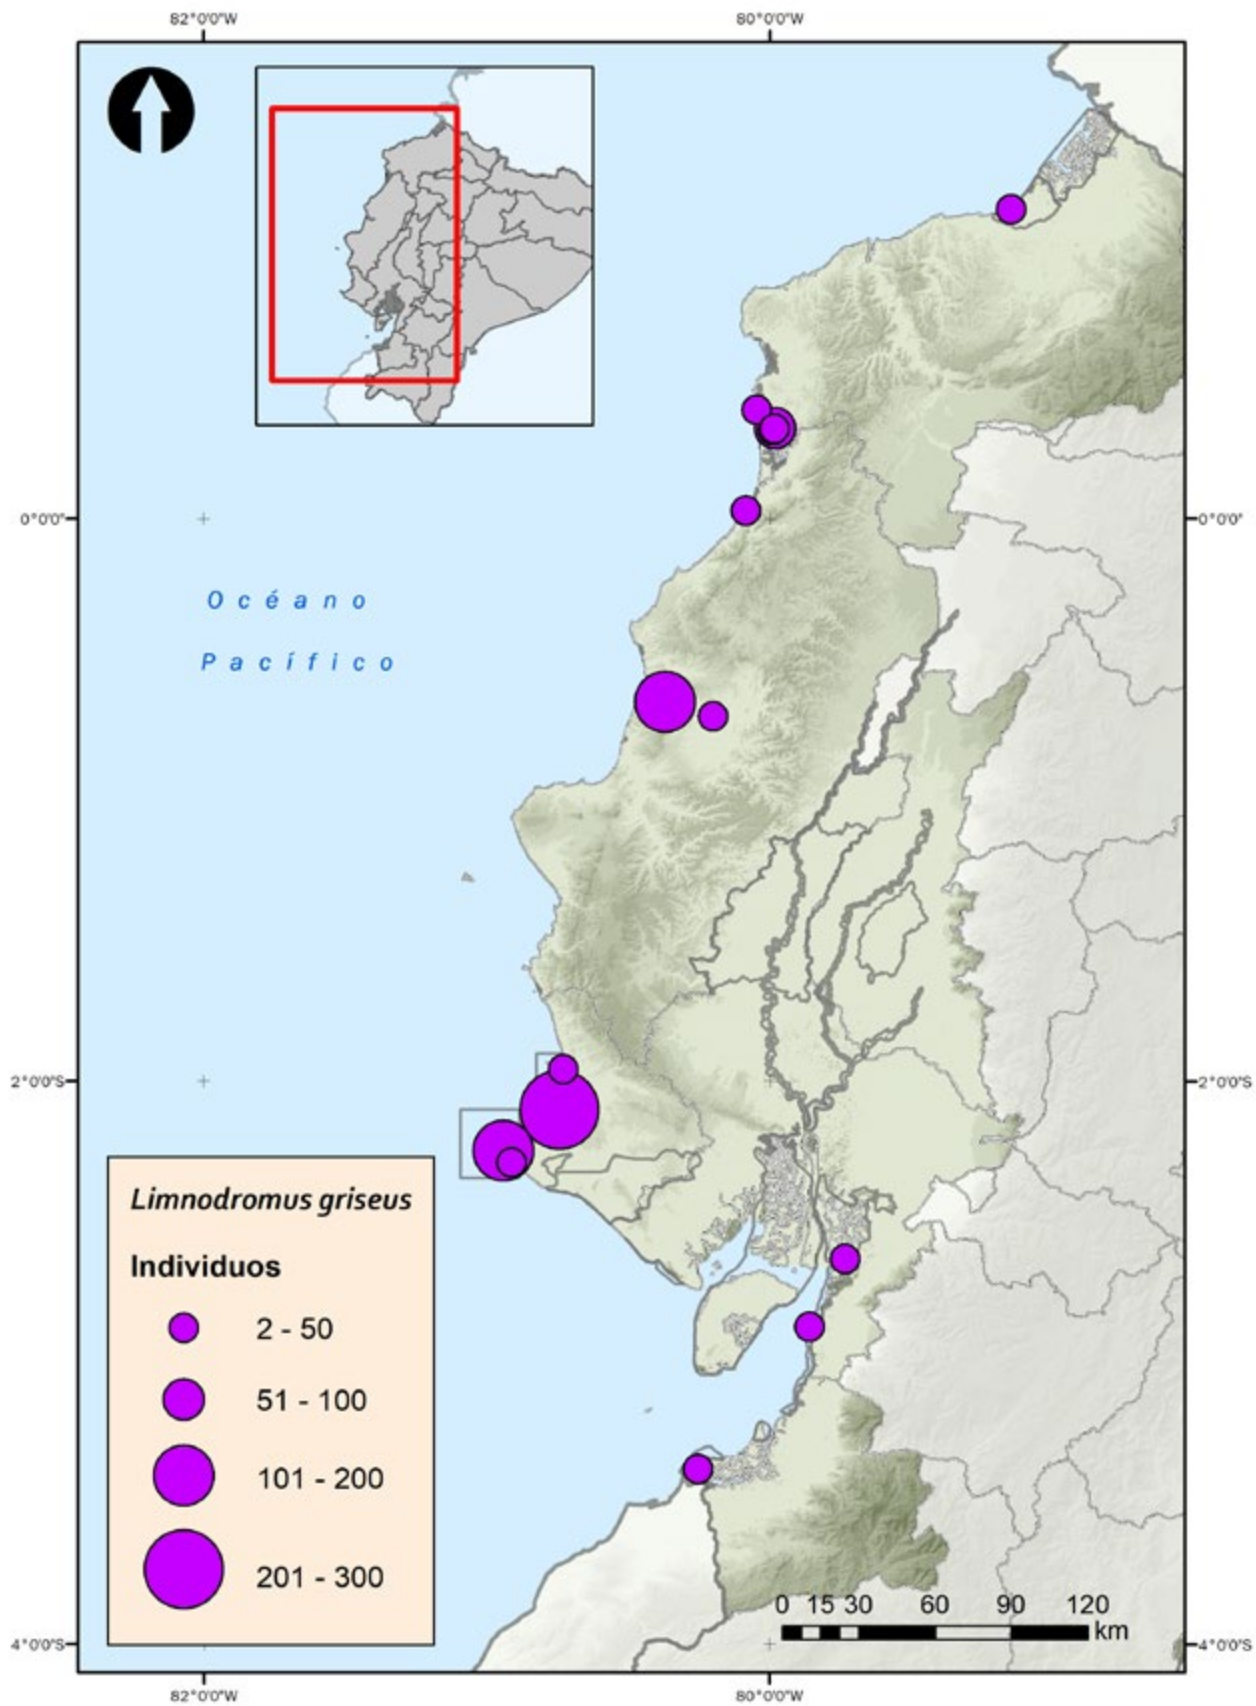 82°0'0"W 80°0'0"W
0°0'0" 0°0'0"
Océano
Pacífico
2°0'0"S 2°0'0"S
Limnodromus griseus
Individuos
2 - 50
51 - 100
101 - 200
201 - 300
0 15 30 60 90 120
km
4°0'0"S 4°0'0"S
82°0'0"W 80°0'0"W